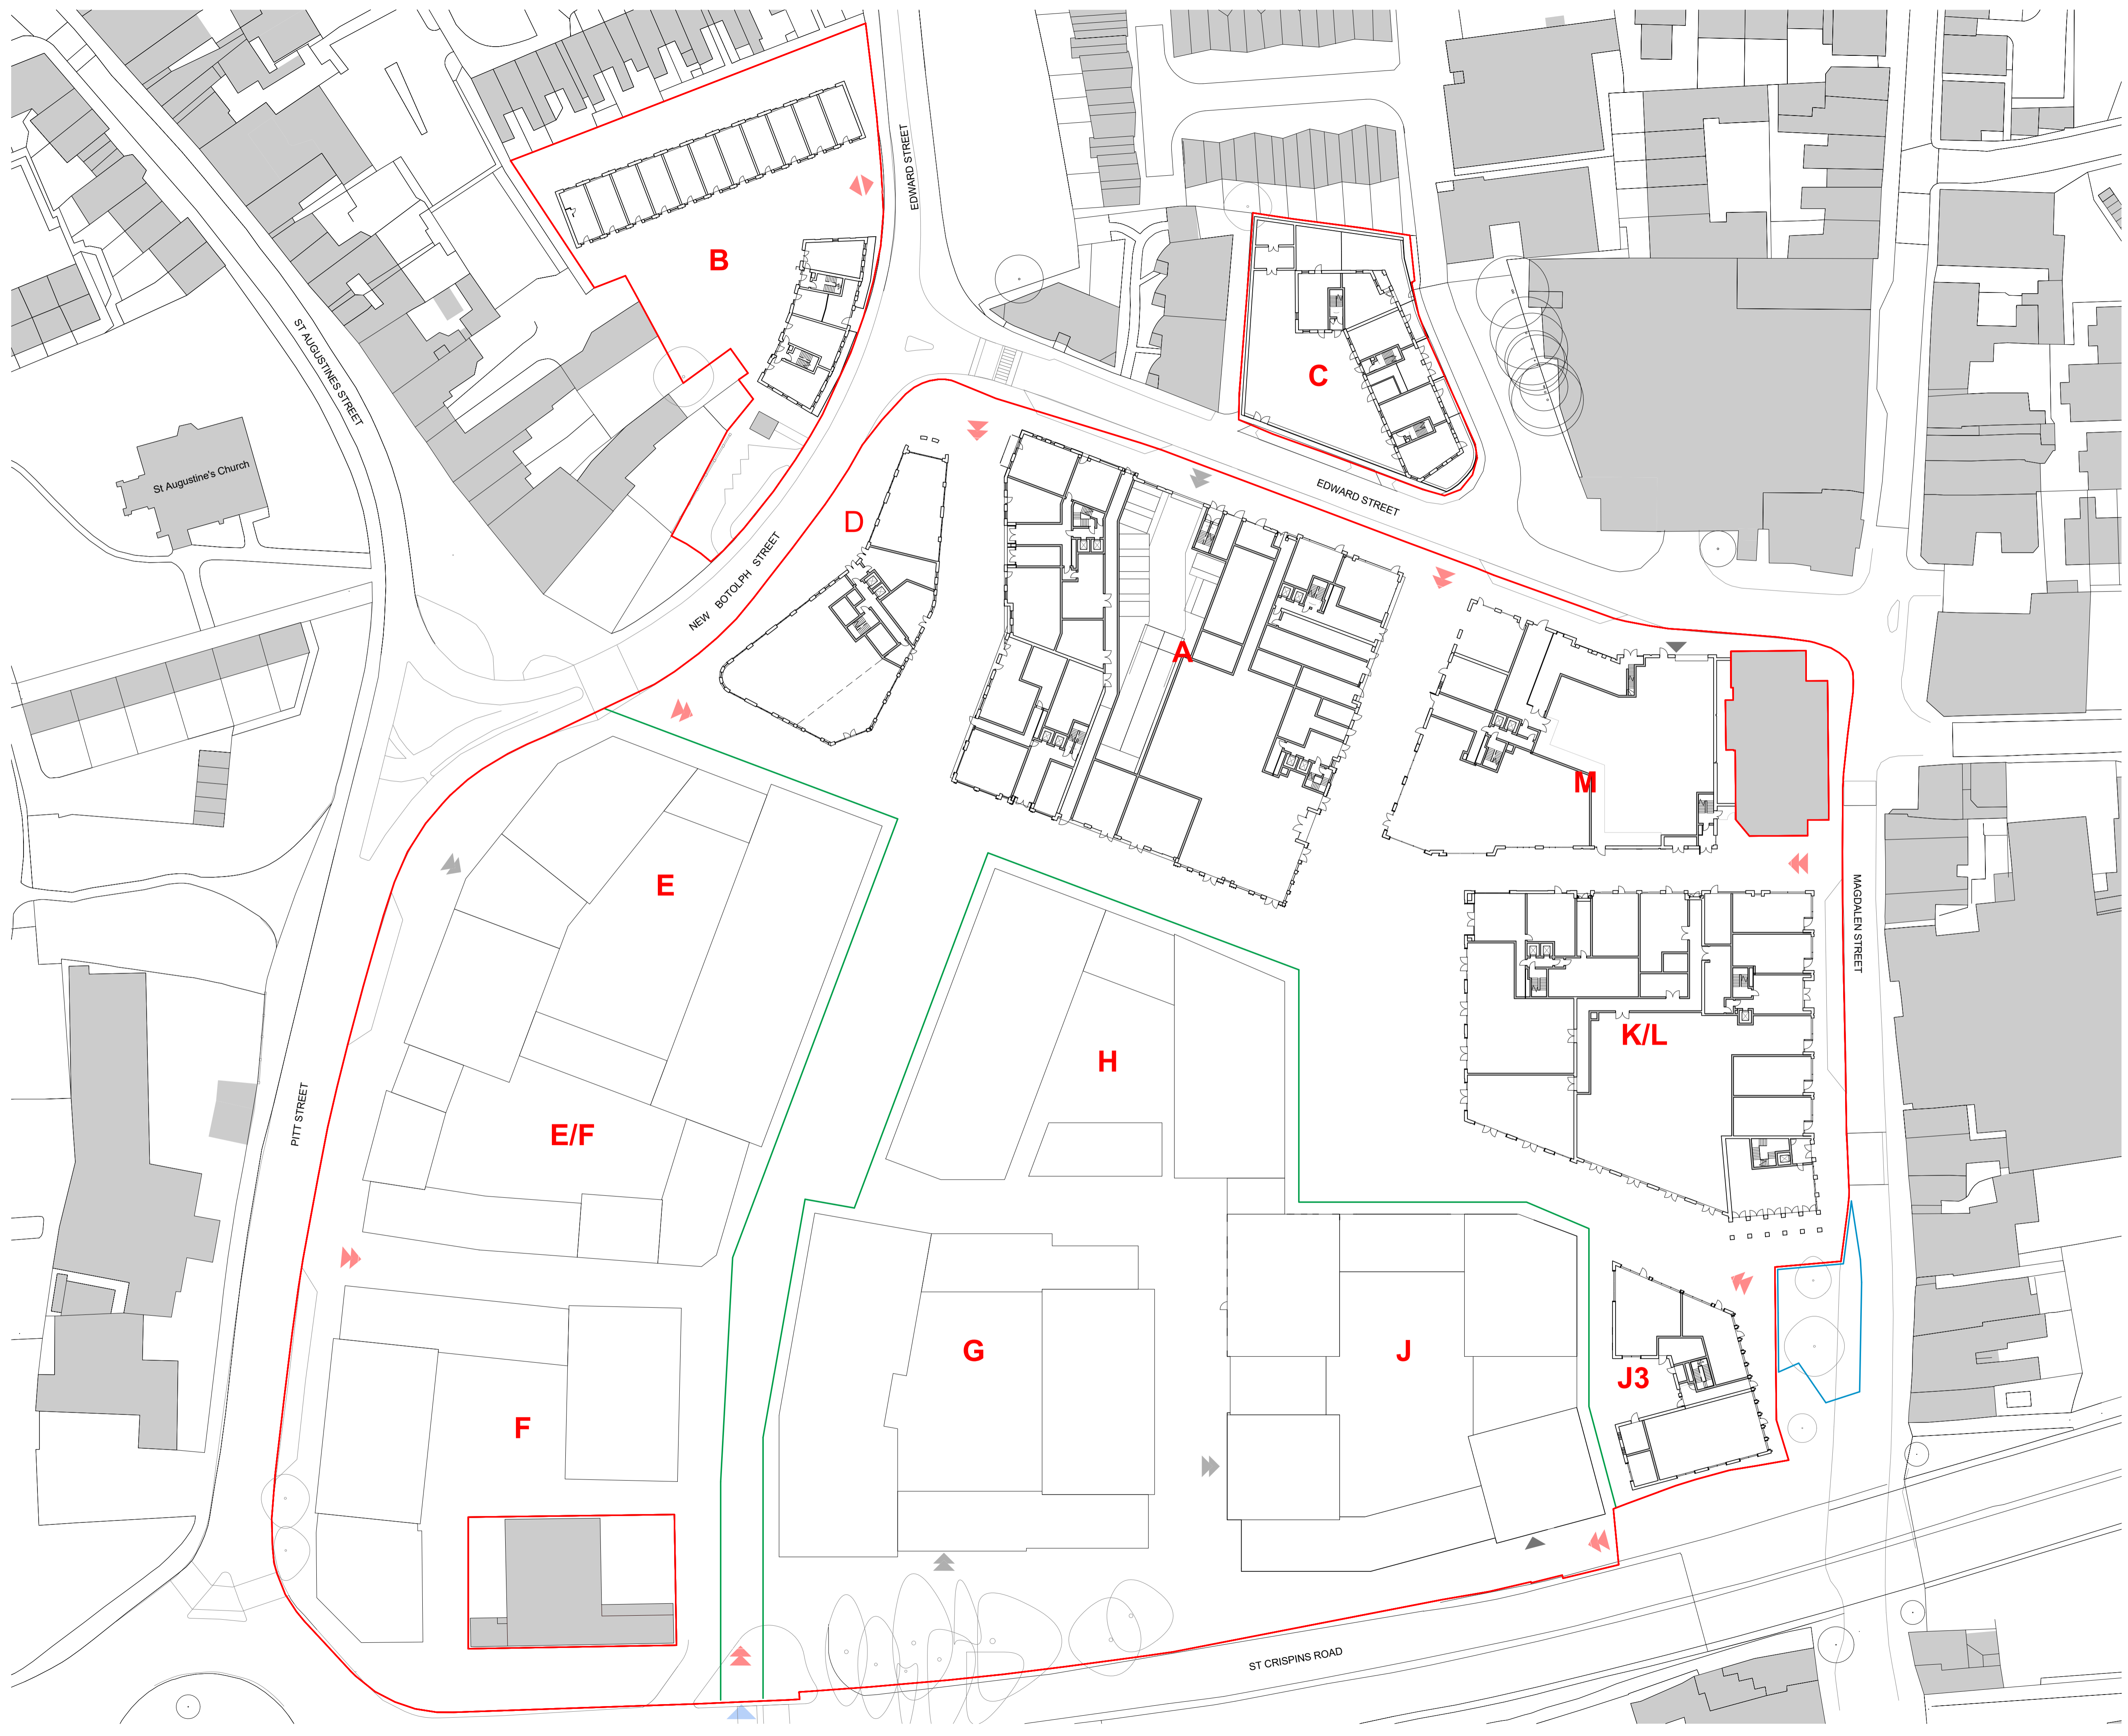 EDWARD STREET
B
ST AUGUSTINES STREET
C
St Augustine's Church
EDWARD STREET
D
NEW BOTOLPH STREET
A
M
E
MAGDALEN STREET
K/L
H
PITT STREET
E/F
G
J
J3
F
ST CRISPINS ROAD